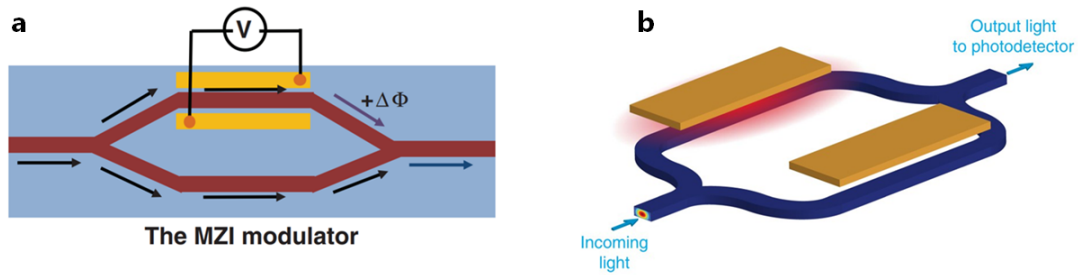 a
V
+ΔΦ
The MZI modulator
b
Output light
to photodetector
Incoming
light